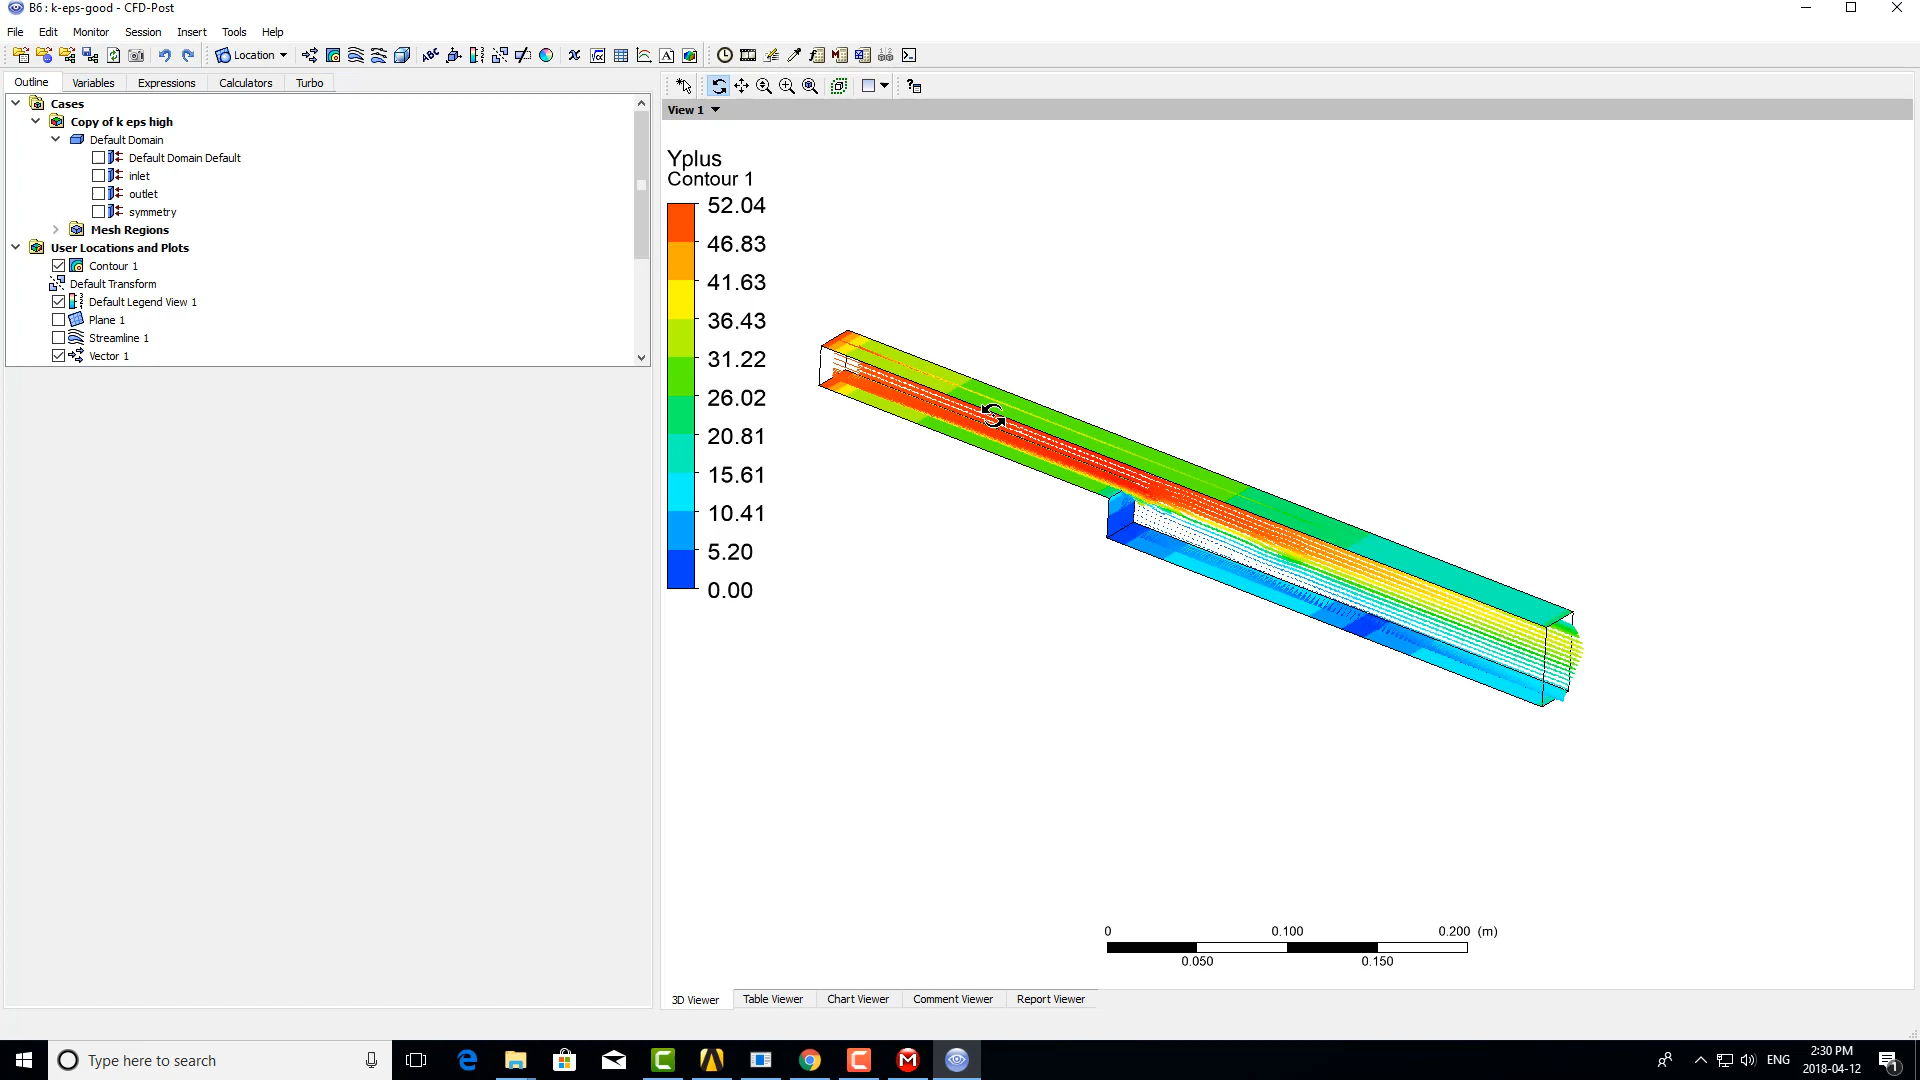 B6 : k-eps-good - CFD-Post
File Edit Monitor Session Insert Tools Help
Location
Outline Variables Expressions Calculators Turbo
Cases
Copy of k eps high
Default Domain
Default Domain Default
inlet
outlet
symmetry
Mesh Regions
User Locations and Plots
Contour 1
Default Transform
Default Legend View 1
Plane 1
Streamline 1
Vector 1
View 1
Yplus
Contour 1
52.04
46.83
41.63
36.43
31.22
26.02
20.81
15.61
10.41
5.20
0.00
0 0.100 0.200 (m)
0.050 0.150
3D Viewer Table Viewer Chart Viewer Comment Viewer Report Viewer
Type here to search
ENG
2:30 PM
2018-04-12
1